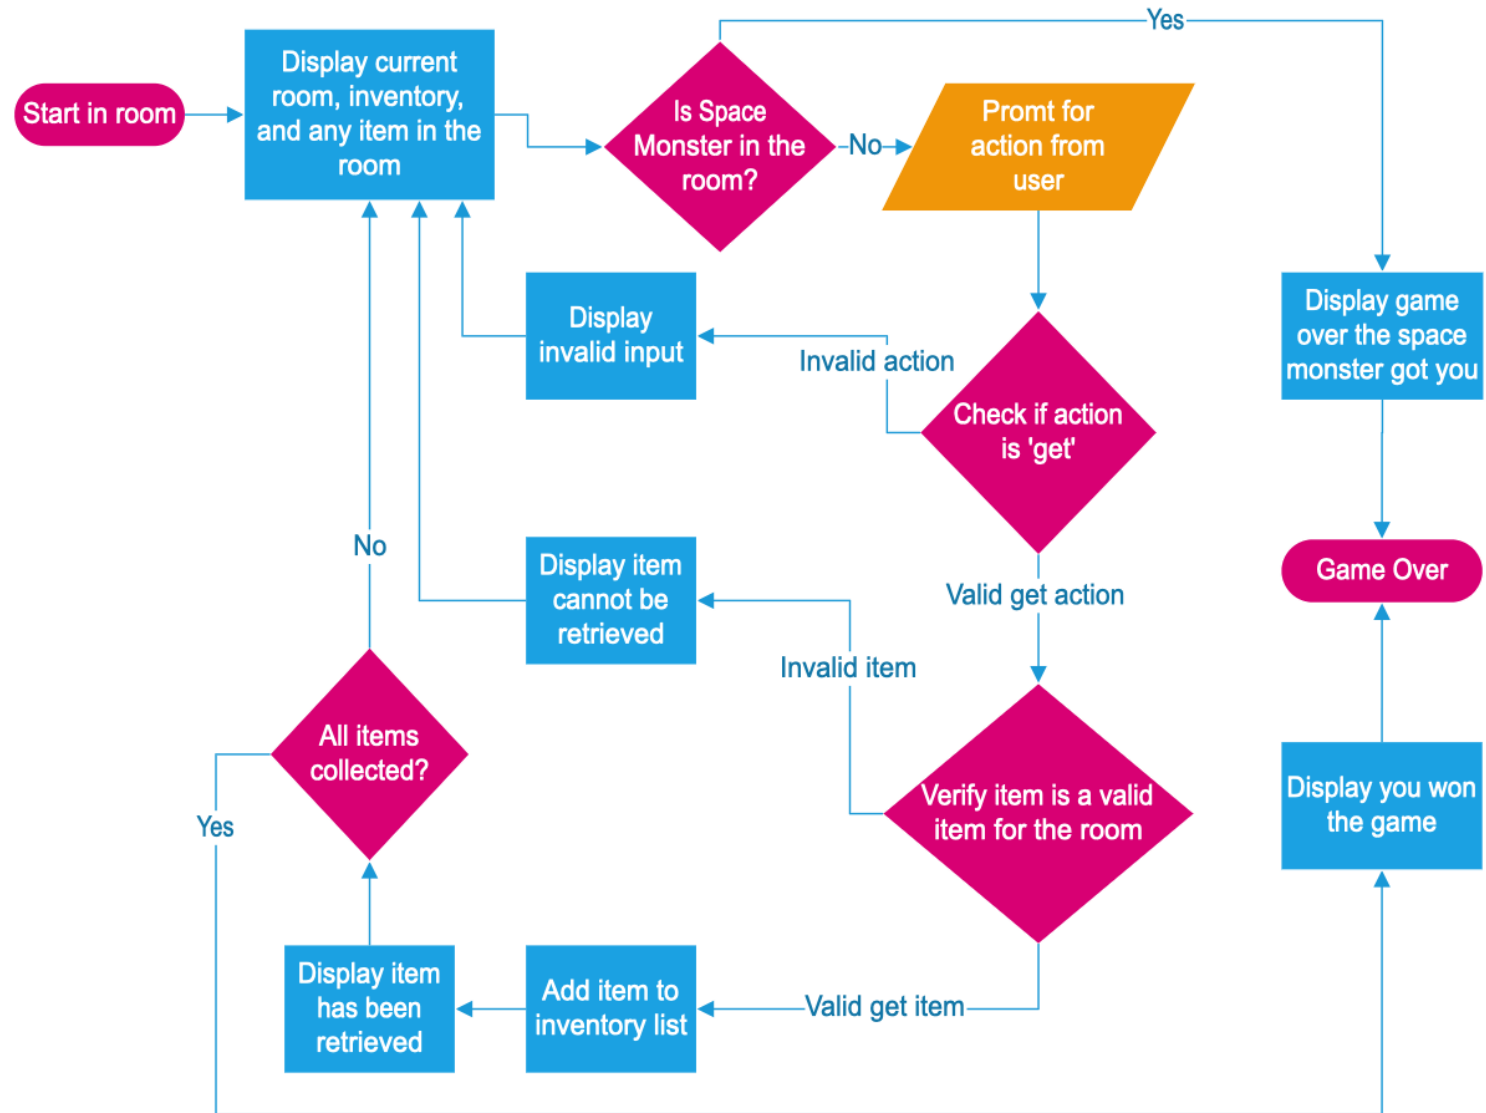 Yes
Start in room
Display current
room, inventory,
and any item in the
room
Is Space
Monster in the
room?
No
Promt for
action from
user
Display
invalid input
Invalid action
Check if action
is 'get'
Display game
over the space
monster got you
No
Display item
cannot be
retrieved
Valid get action
Game Over
Invalid item
All items
collected?
Verify item is a valid
item for the room
Display you won
the game
Yes
Display item
has been
retrieved
Add item to
inventory list
Valid get item